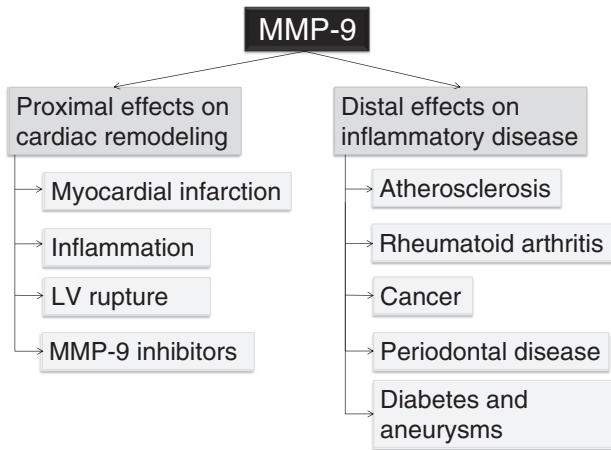 MMP-9
Proximal effects on
cardiac remodeling
Myocardial infarction
Inflammation
LV rupture
MMP-9 inhibitors
Distal effects on
inflammatory disease
Atherosclerosis
Rheumatoid arthritis
Cancer
Periodontal disease
Diabetes and
aneurysms